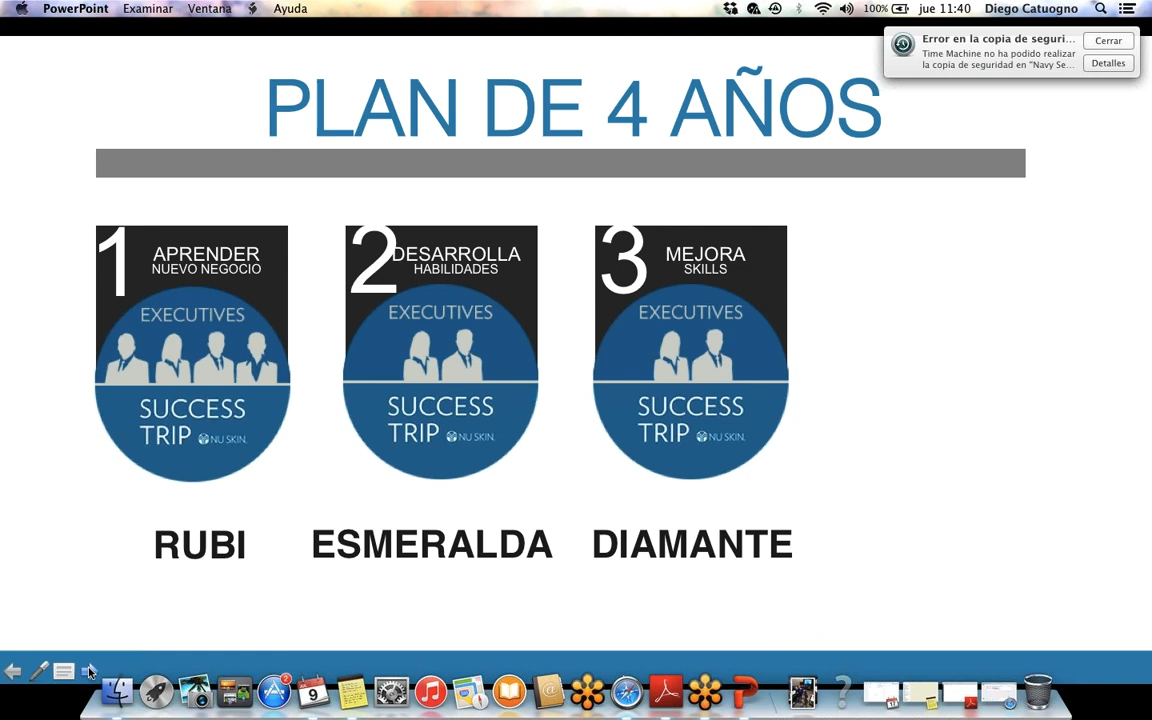 PowerPoint Examinar Ventana Ayuda 100% jue 11:40 Diego Catuogno
Error en la copia de seguri... Cerrar
Time Machine no ha podido realizar
la copia de seguridad en "Navy Se... Detalles
PLAN DE 4 AÑOS
1 APRENDER
NUEVO NEGOCIO
EXECUTIVES
SUCCESS
TRIP NU SKIN.
RUBI
2 DESARROLLA
HABILIDADES
EXECUTIVES
SUCCESS
TRIP NU SKIN.
ESMERALDA
3 MEJORA
SKILLS
EXECUTIVES
SUCCESS
TRIP NU SKIN.
DIAMANTE
9